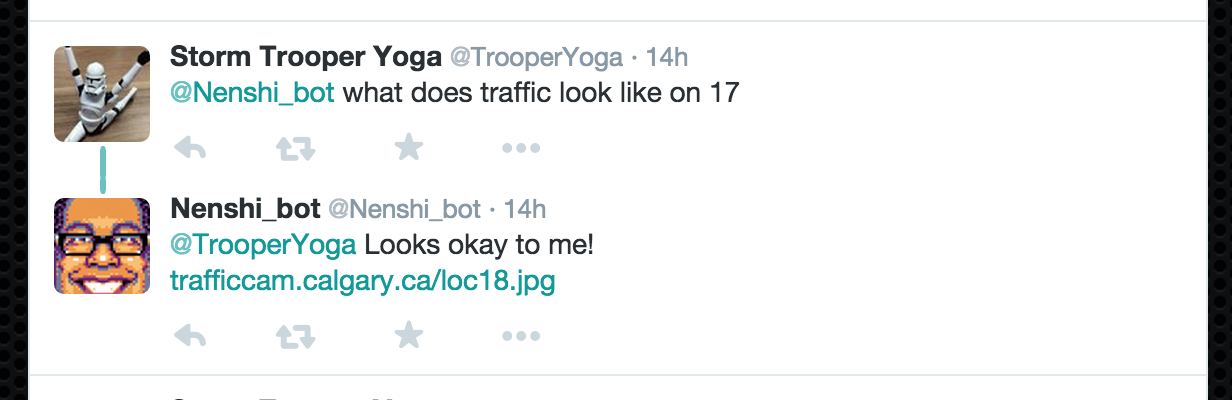 Storm Trooper Yoga @TrooperYoga · 14h
@Nenshi_bot what does traffic look like on 17
Nenshi_bot @Nenshi_bot · 14h
@TrooperYoga Looks okay to me!
trafficcam.calgary.ca/loc18.jpg